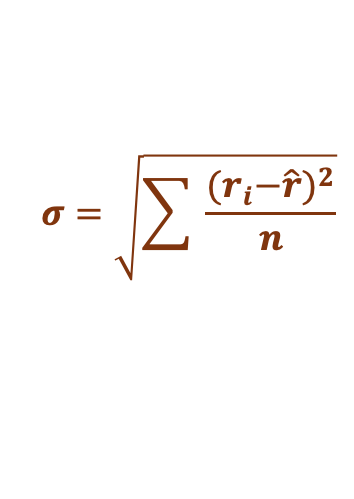 σ = √∑ (rᵢ−r̂)² / n